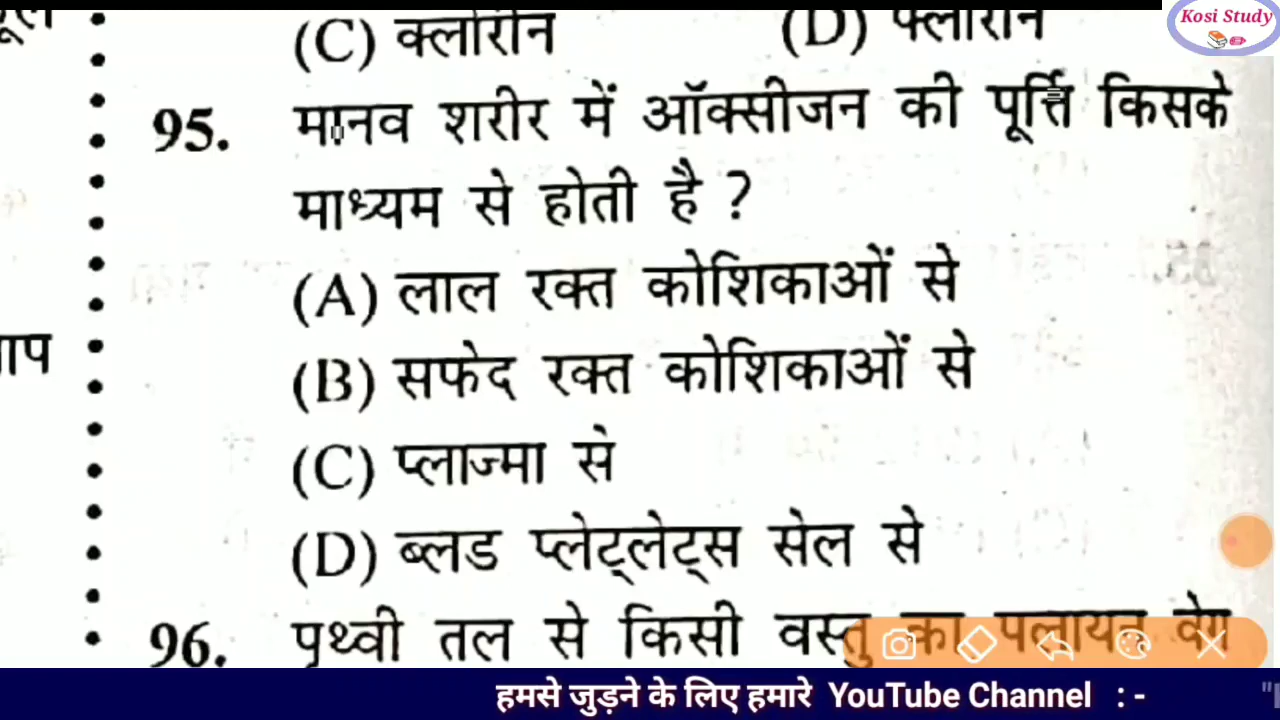 Kosi Study
(C) क्लोरीन (D) फ्लोरीन
95. मानव शरीर में ऑक्सीजन की पूर्त्ति किसके
माध्यम से होती है ?
(A) लाल रक्त कोशिकाओं से
(B) सफेद रक्त कोशिकाओं से
(C) प्लाज्मा से
(D) ब्लड प्लेट्लेट्स सेल से
96. पृथ्वी तल से किसी वस्तु का पलायन वेग
हमसे जुड़ने के लिए हमारे YouTube Channel : -